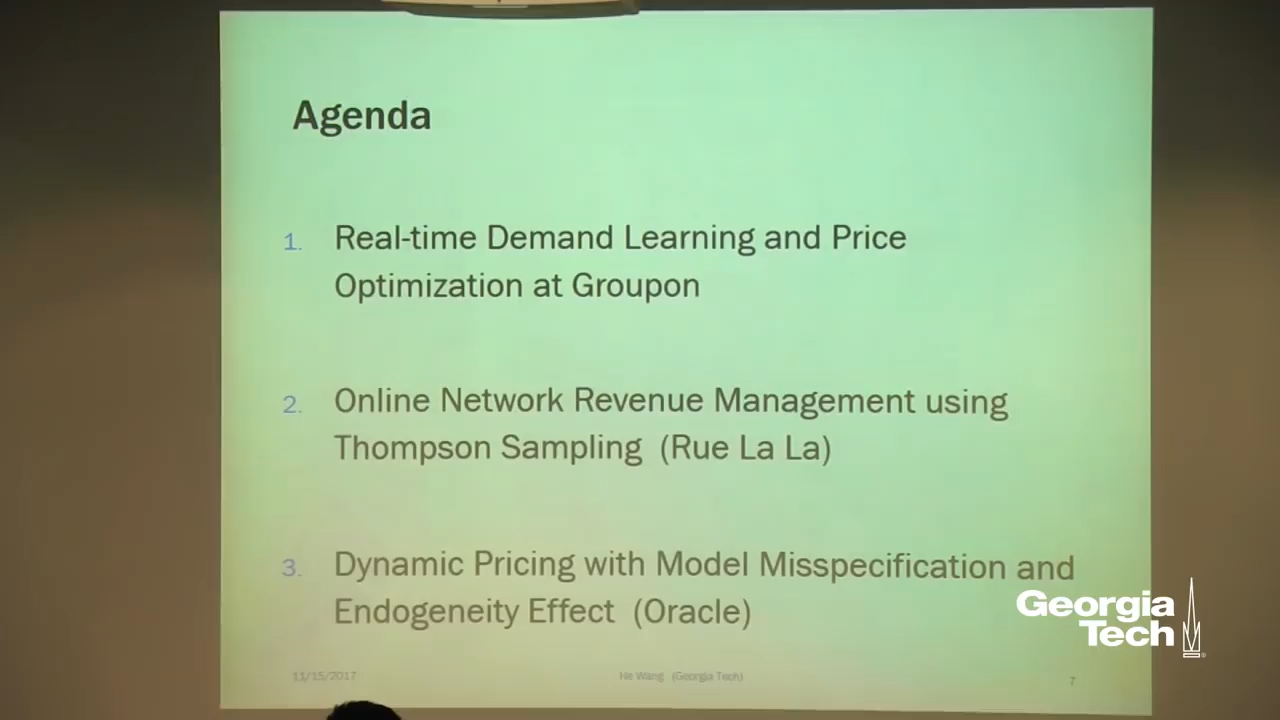 Agenda
1. Real-time Demand Learning and Price
Optimization at Groupon
2. Online Network Revenue Management using
Thompson Sampling (Rue La La)
3. Dynamic Pricing with Model Misspecification and
Endogeneity Effect (Oracle)
Georgia
Tech
11/15/2017 He Wang (Georgia Tech) 7